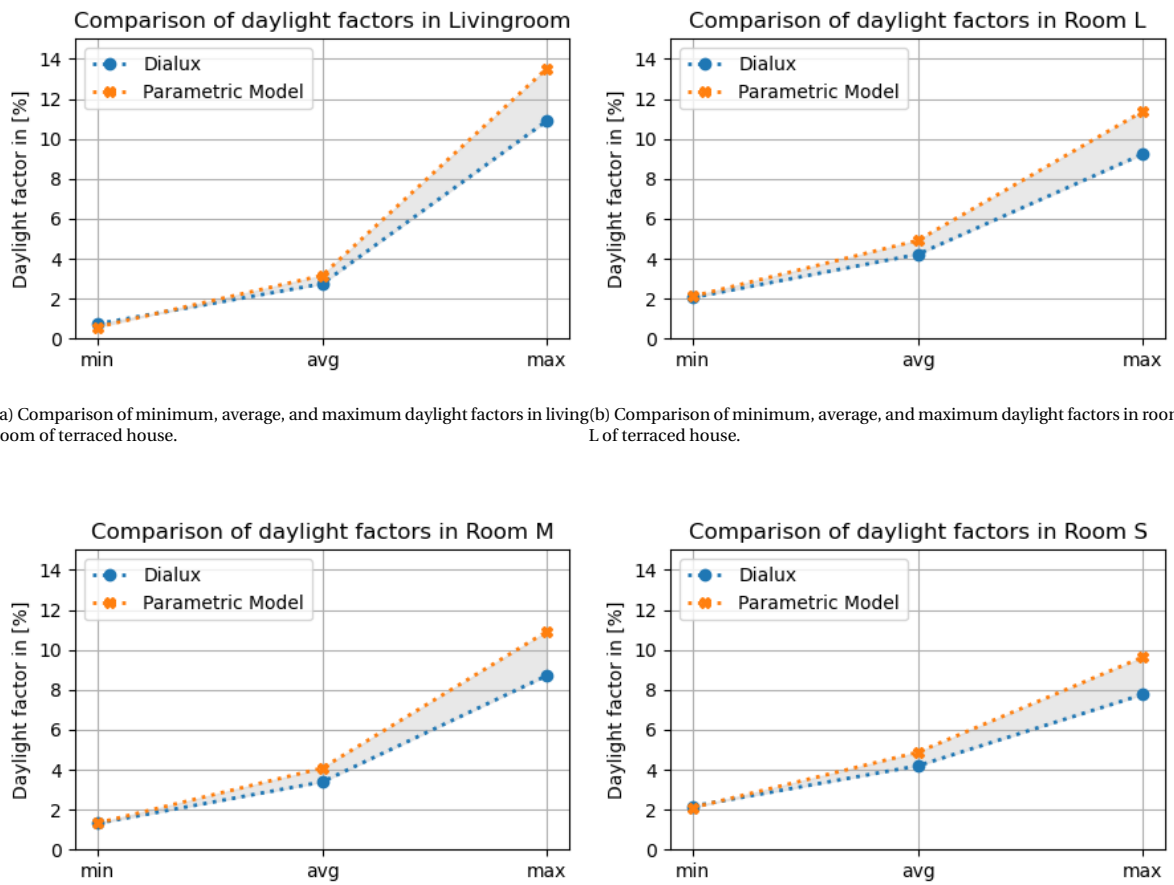 Comparison of daylight factors in Livingroom
Daylight factor in [%]
14
12
10
8
6
4
2
0
Dialux
Parametric Model
min avg max
Comparison of daylight factors in Room L
Daylight factor in [%]
14
12
10
8
6
4
2
0
Dialux
Parametric Model
min avg max
a) Comparison of minimum, average, and maximum daylight factors in living
oom of terraced house.
(b) Comparison of minimum, average, and maximum daylight factors in roo
L of terraced house.
Comparison of daylight factors in Room M
Daylight factor in [%]
14
12
10
8
6
4
2
0
Dialux
Parametric Model
min avg max
Comparison of daylight factors in Room S
Daylight factor in [%]
14
12
10
8
6
4
2
0
Dialux
Parametric Model
min avg max